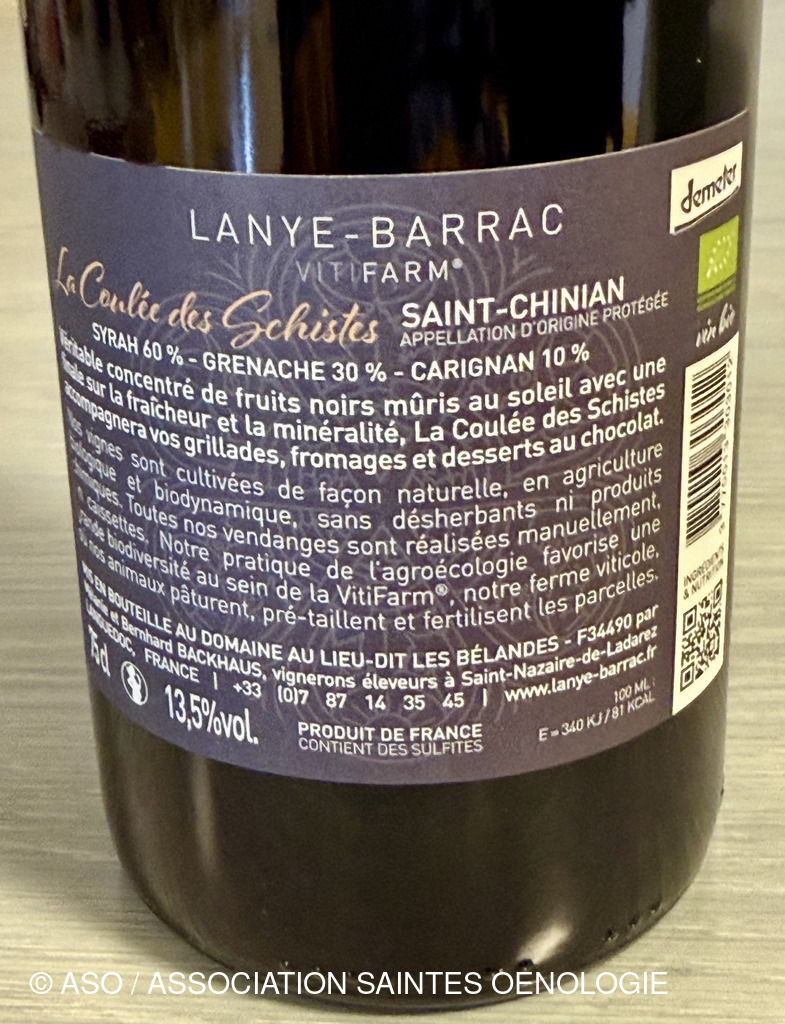 demeter
LANYE-BARRAC
VITIFARM®
La Coulée des Schistes
SAINT-CHINIAN
APPELLATION D'ORIGINE PROTÉGÉE
SYRAH 60 % - GRENACHE 30 % - CARIGNAN 10 %
Véritable concentré de fruits noirs mûris au soleil avec une
finale sur la fraîcheur et la minéralité, La Coulée des Schistes
accompagnera vos grillades, fromages et desserts au chocolat.
Nos vignes sont cultivées de façon naturelle, en agriculture
biologique et biodynamique, sans désherbants ni produits
chimiques. Toutes nos vendanges sont réalisées manuellement,
en caissettes. Notre pratique de l'agroécologie favorise une
grande biodiversité au sein de la VitiFarm®, notre ferme viticole,
où nos animaux pâturent, pré-taillent et fertilisent les parcelles.
MIS EN BOUTEILLE AU DOMAINE AU LIEU-DIT LES BÉLANDES - F34490 par
et Bernhard BACKHAUS, vignerons éleveurs à Saint-Nazaire-de-Ladarez
LANGUEDOC, FRANCE | +33 (0)7 87 14 35 45 | www.lanye-barrac.fr
75cl
13,5%vol.
PRODUIT DE FRANCE
CONTIENT DES SULFITES
100 ML :
E = 340 KJ / 81 KCAL
vin bio
INGRÉDIENTS
& NUTRITION
© ASO / ASSOCIATION SAINTES OENOLOGIE